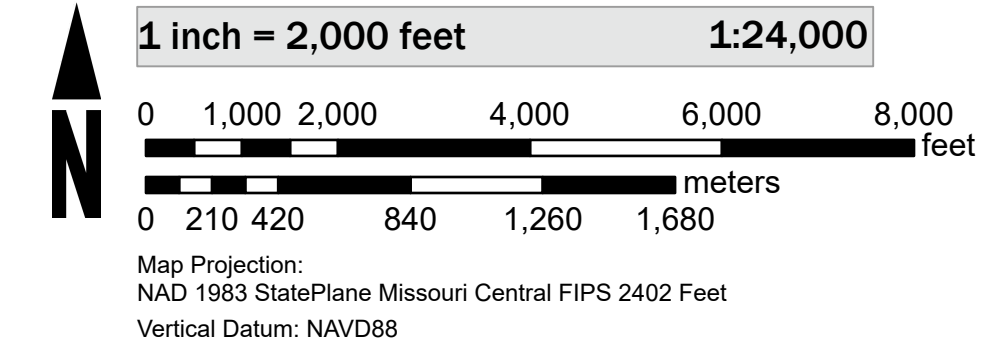 1 inch = 2,000 feet 1:24,000
0 1,000 2,000 4,000 6,000 8,000
feet
N
meters
0 210 420 840 1,260 1,680
Map Projection:
NAD 1983 StatePlane Missouri Central FIPS 2402 Feet
Vertical Datum: NAVD88